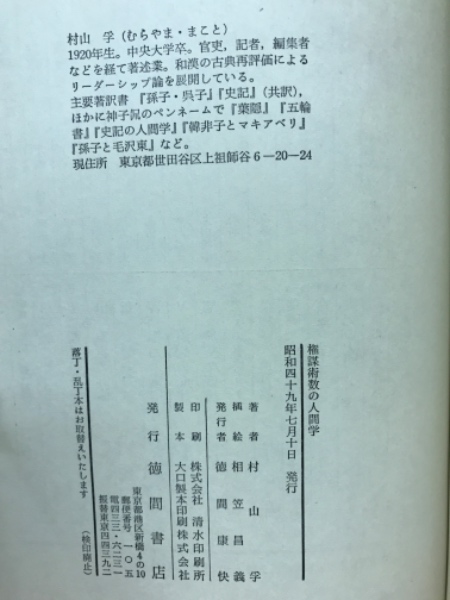 村山　孚（むらやま・まこと）
1920年生。中央大学卒。官吏，記者，編集者
などを経て著述業。和漢の古典再評価による
リーダーシップ論を展開している。
主要著訳書　『孫子・呉子』『史記』（共訳），
ほかに神子侃のペンネームで『葉隠』『五輪
書』『史記の人間学』『韓非子とマキアベリ』
『孫子と毛沢東』など。
現住所　東京都世田谷区上祖師谷6―20―24
権謀術数の人間学
昭和四十九年七月十日　発行
著者　村山孚
挿絵　相笠昌義
発行者　徳間康快
印刷　株式会社　清水印刷所
製本　大口製本印刷株式会社
発行　徳間書店
東京都港区新橋4の10
郵便番号　一〇五
電四三三・六二三一
振替東京四四三九二
落丁・乱丁本はお取替えいたします
（検印廃止）